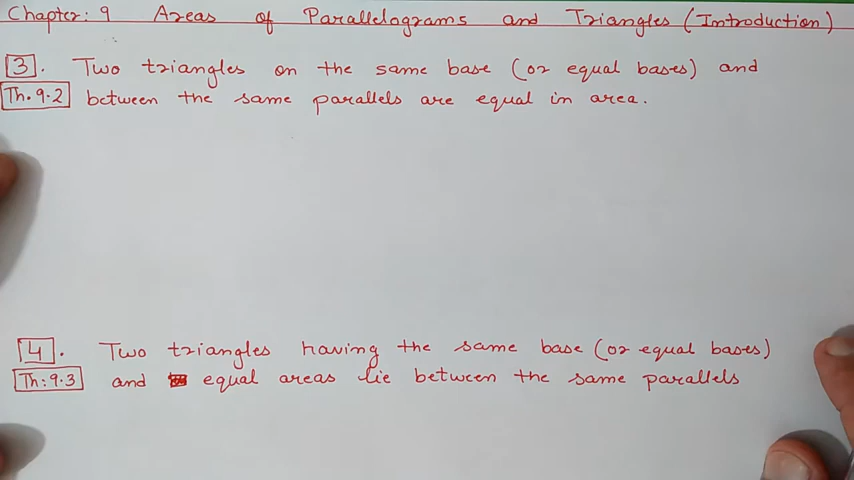 Chapter: 9 Areas of Parallelograms and Triangles (Introduction)
3. Two triangles on the same base (or equal bases) and
Th. 9.2 between the same parallels are equal in area.
4. Two triangles having the same base (or equal bases)
Th: 9.3 and equal areas lie between the same parallels